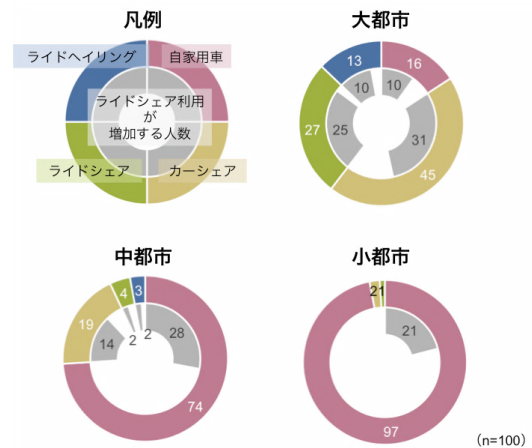 凡例
ライドヘイリング
自家用車
ライドシェア利用
が
増加する人数
ライドシェア
カーシェア
大都市
13
16
10
10
27
25
31
45
中都市
4
3
19
14
2
2
28
74
小都市
2
1
21
97
(n=100)